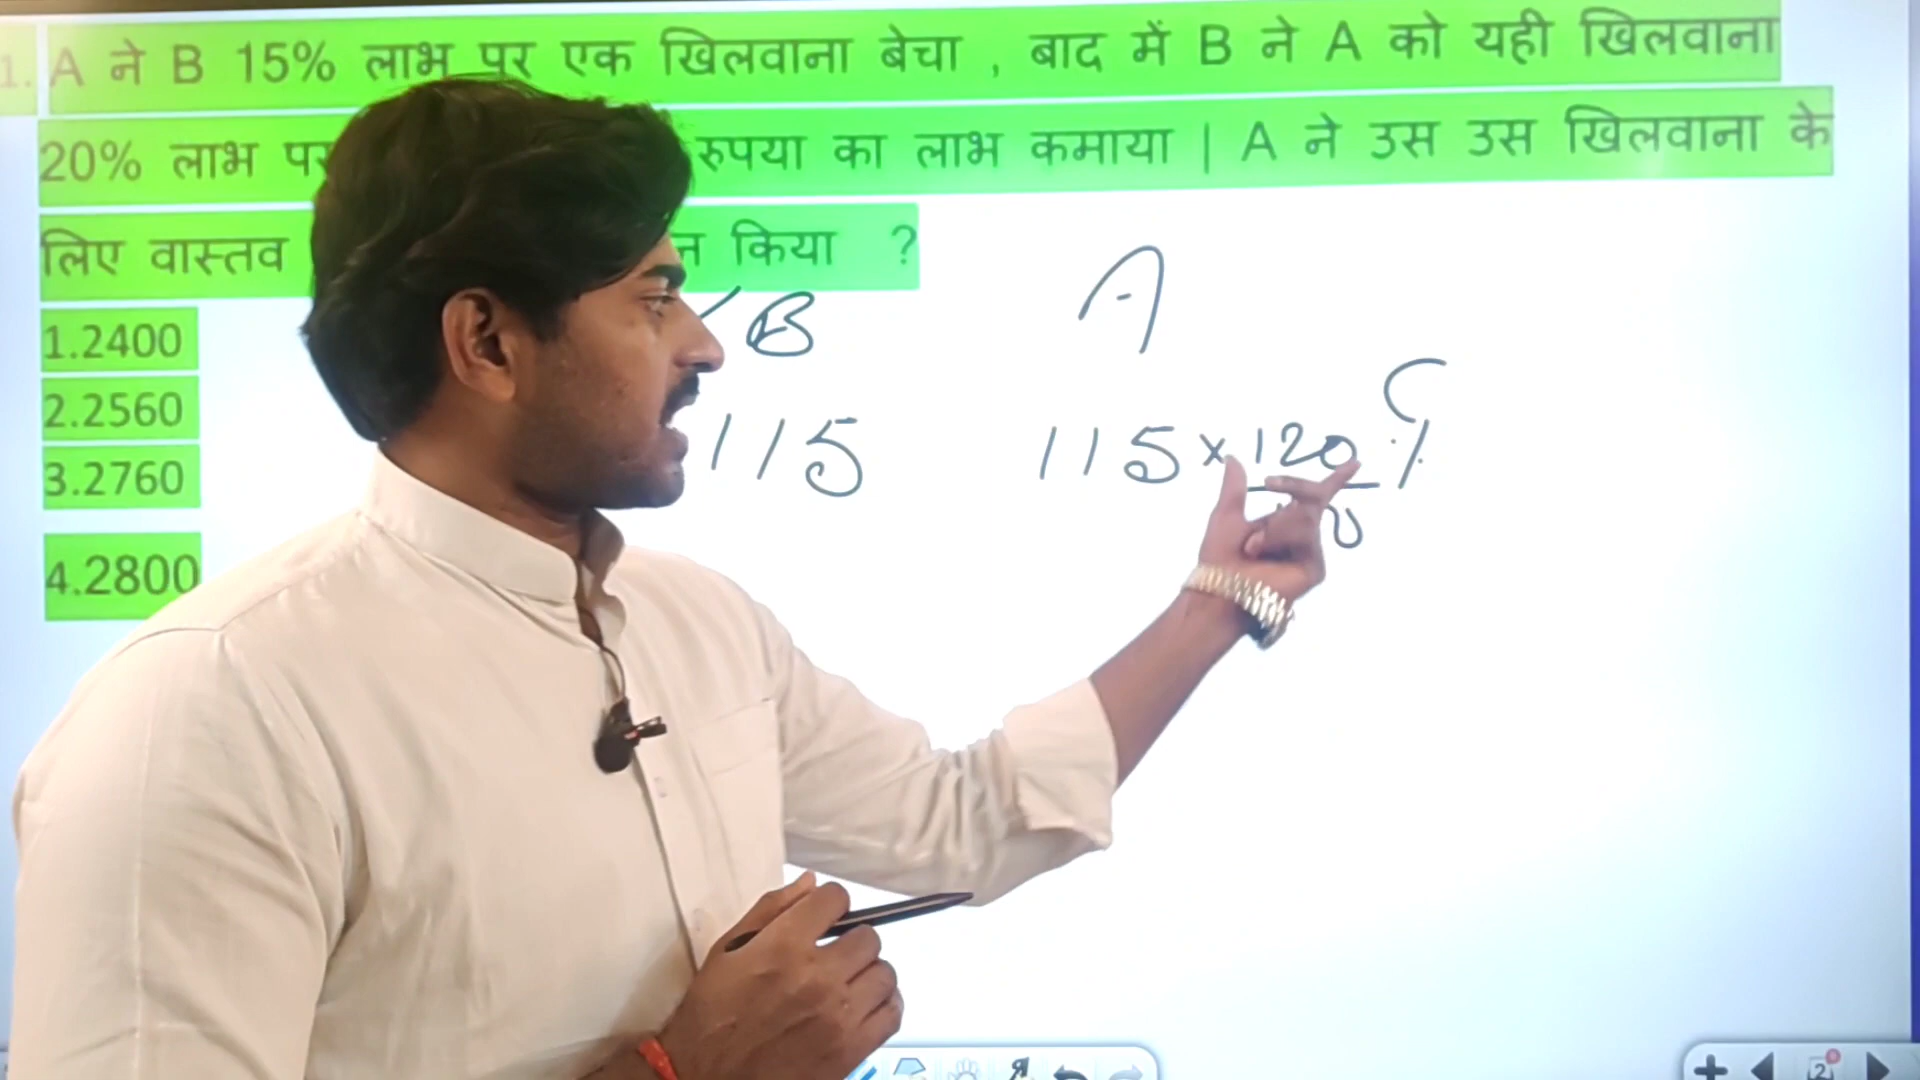 1. A ने B 15% लाभ पर एक खिलवाना बेचा , बाद में B ने A को यही खिलवाना
20% लाभ पर रुपया का लाभ कमाया | A ने उस उस खिलवाना के
लिए वास्तव किया ?
B A
1.2400
C
2.2560
115 115 × 120 %
3.2760
4.2800
2